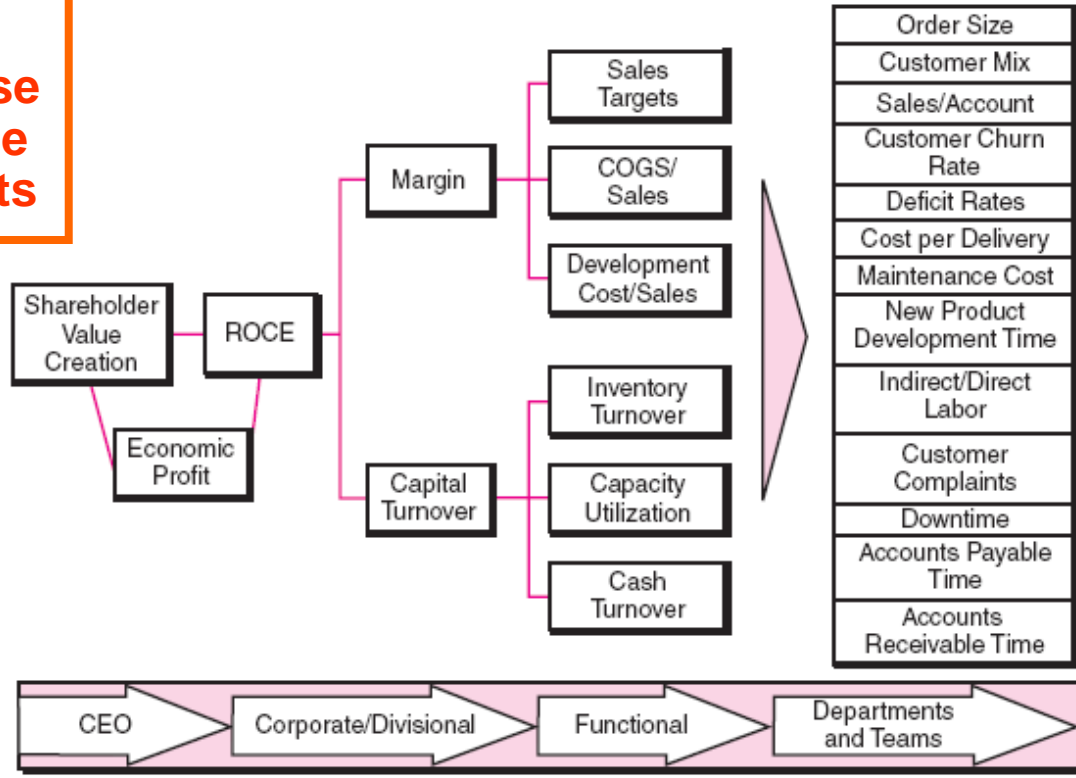 se
e
ts
Shareholder
Value
Creation
ROCE
Economic
Profit
Margin
Capital
Turnover
Sales
Targets
COGS/
Sales
Development
Cost/Sales
Inventory
Turnover
Capacity
Utilization
Cash
Turnover
Order Size
Customer Mix
Sales/Account
Customer Churn
Rate
Deficit Rates
Cost per Delivery
Maintenance Cost
New Product
Development Time
Indirect/Direct
Labor
Customer
Complaints
Downtime
Accounts Payable
Time
Accounts
Receivable Time
CEO
Corporate/Divisional
Functional
Departments
and Teams